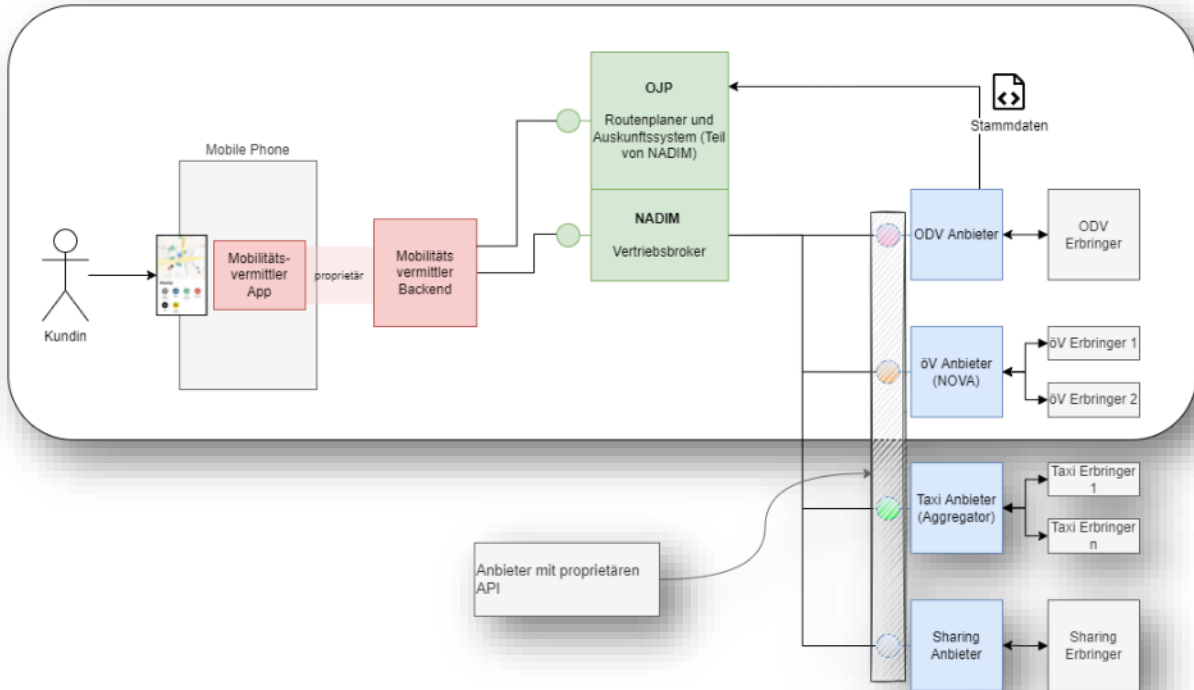 OJP
Routenplaner und
Auskunftssystem (Teil
von NADIM)
Stammdaten
Mobile Phone
NADIM
Vertriebsbroker
ODV Anbieter
ODV
Erbringer
Mobilitäts-
vermittler
App
proprietär
Mobilitäts
vermittler
Backend
Kundin
öV Anbieter
(NOVA)
öV Erbringer 1
öV Erbringer 2
Taxi Anbieter
(Aggregator)
Taxi Erbringer
1
Taxi Erbringer
n
Anbieter mit proprietären
API
Sharing
Anbieter
Sharing
Erbringer